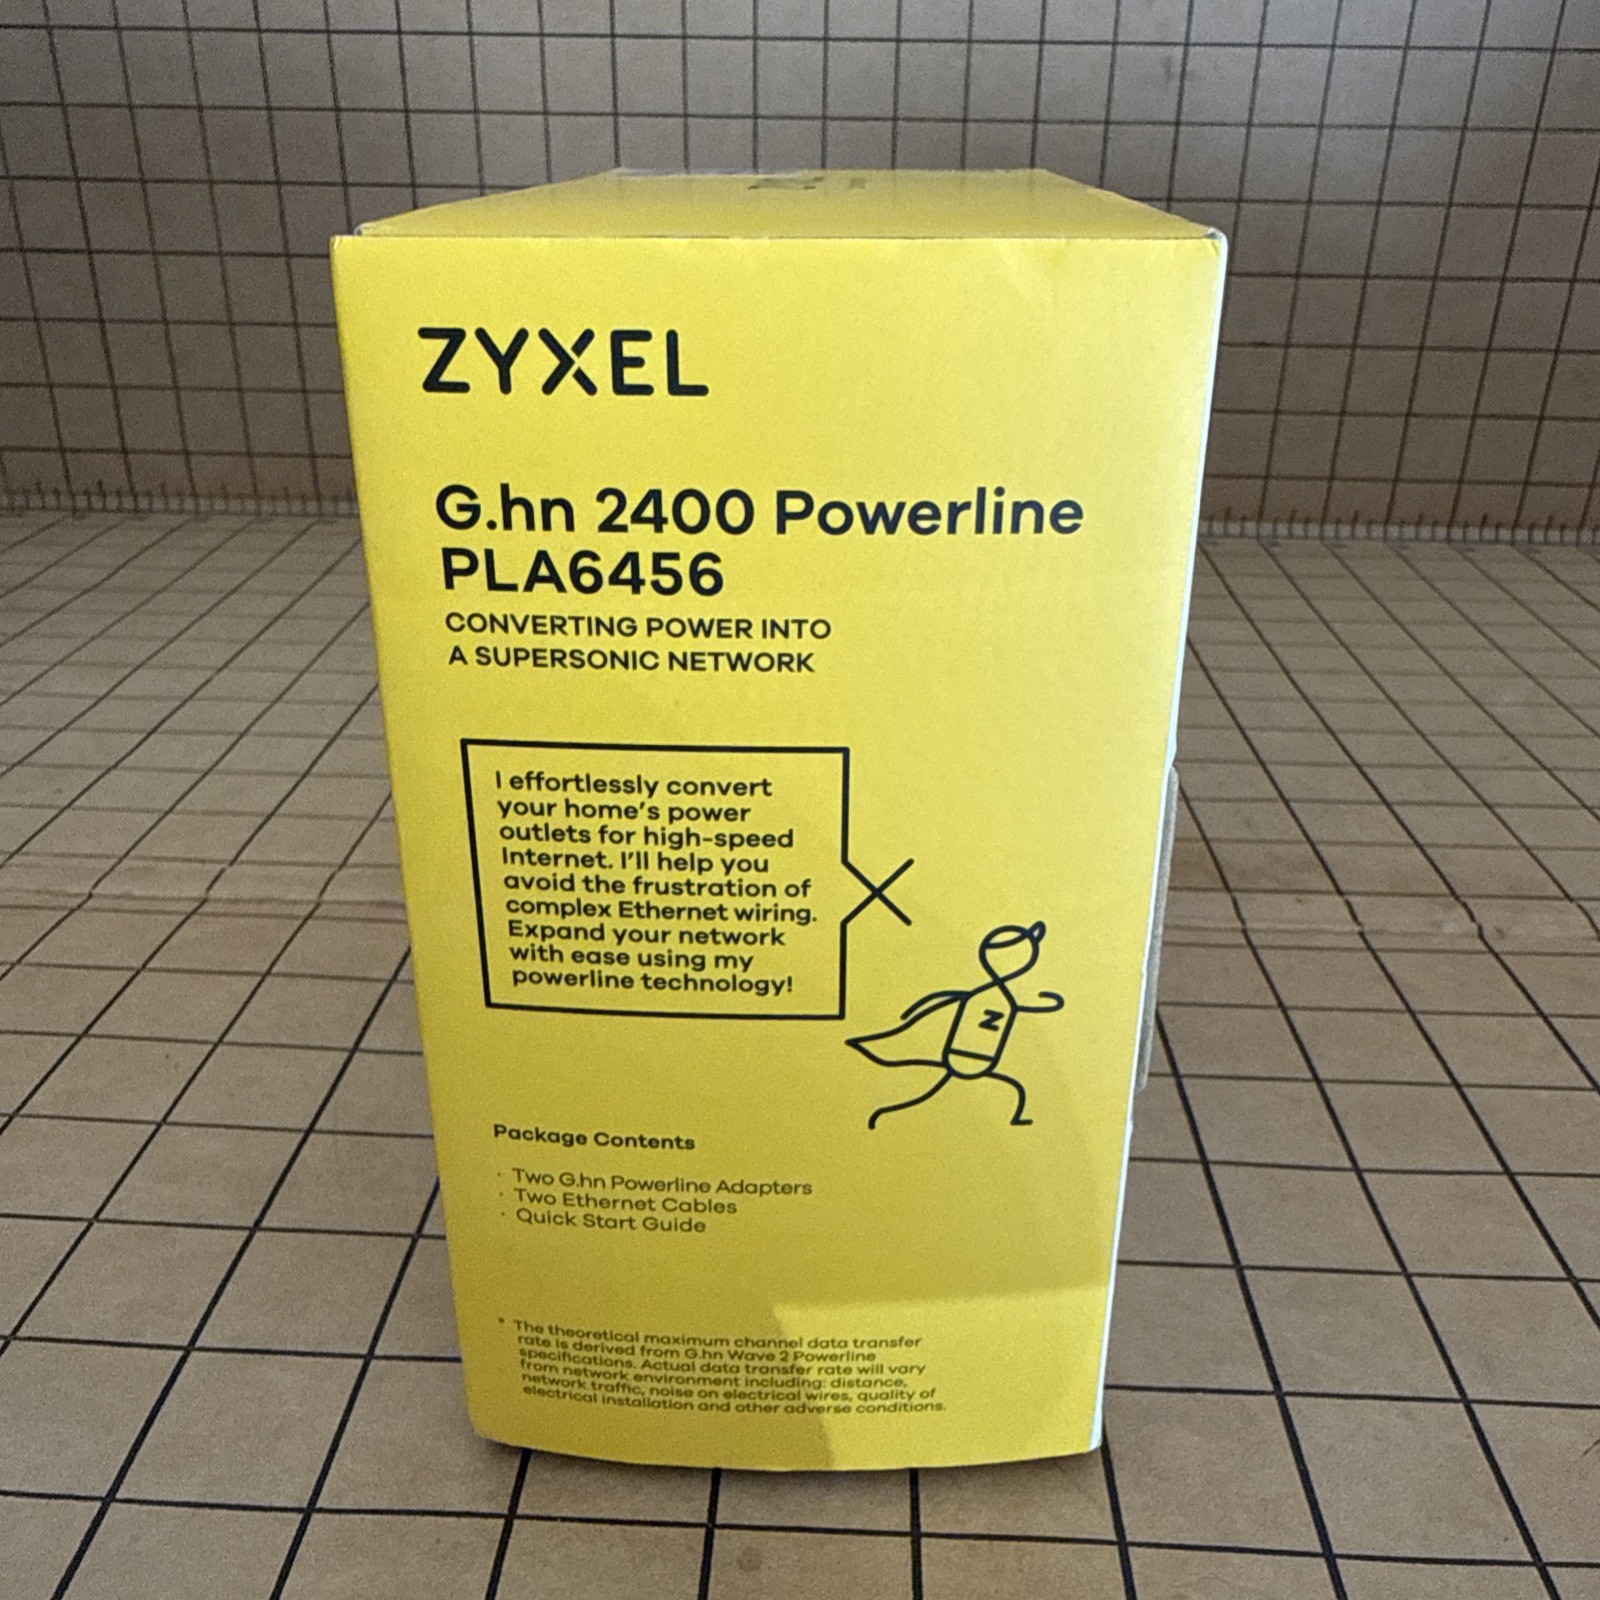 ZYXEL
G.hn 2400 Powerline
PLA6456
CONVERTING POWER INTO
A SUPERSONIC NETWORK
I effortlessly convert
your home's power
outlets for high-speed
Internet. I'll help you
avoid the frustration of
complex Ethernet wiring.
Expand your network
with ease using my
powerline technology!
Z
Package Contents
· Two G.hn Powerline Adapters
· Two Ethernet Cables
· Quick Start Guide
* The theoretical maximum channel data transfer
rate is derived from G.hn Wave 2 Powerline
specifications. Actual data transfer rate will vary
from network environment including: distance,
network traffic, noise on electrical wires, quality of
electrical installation and other adverse conditions.